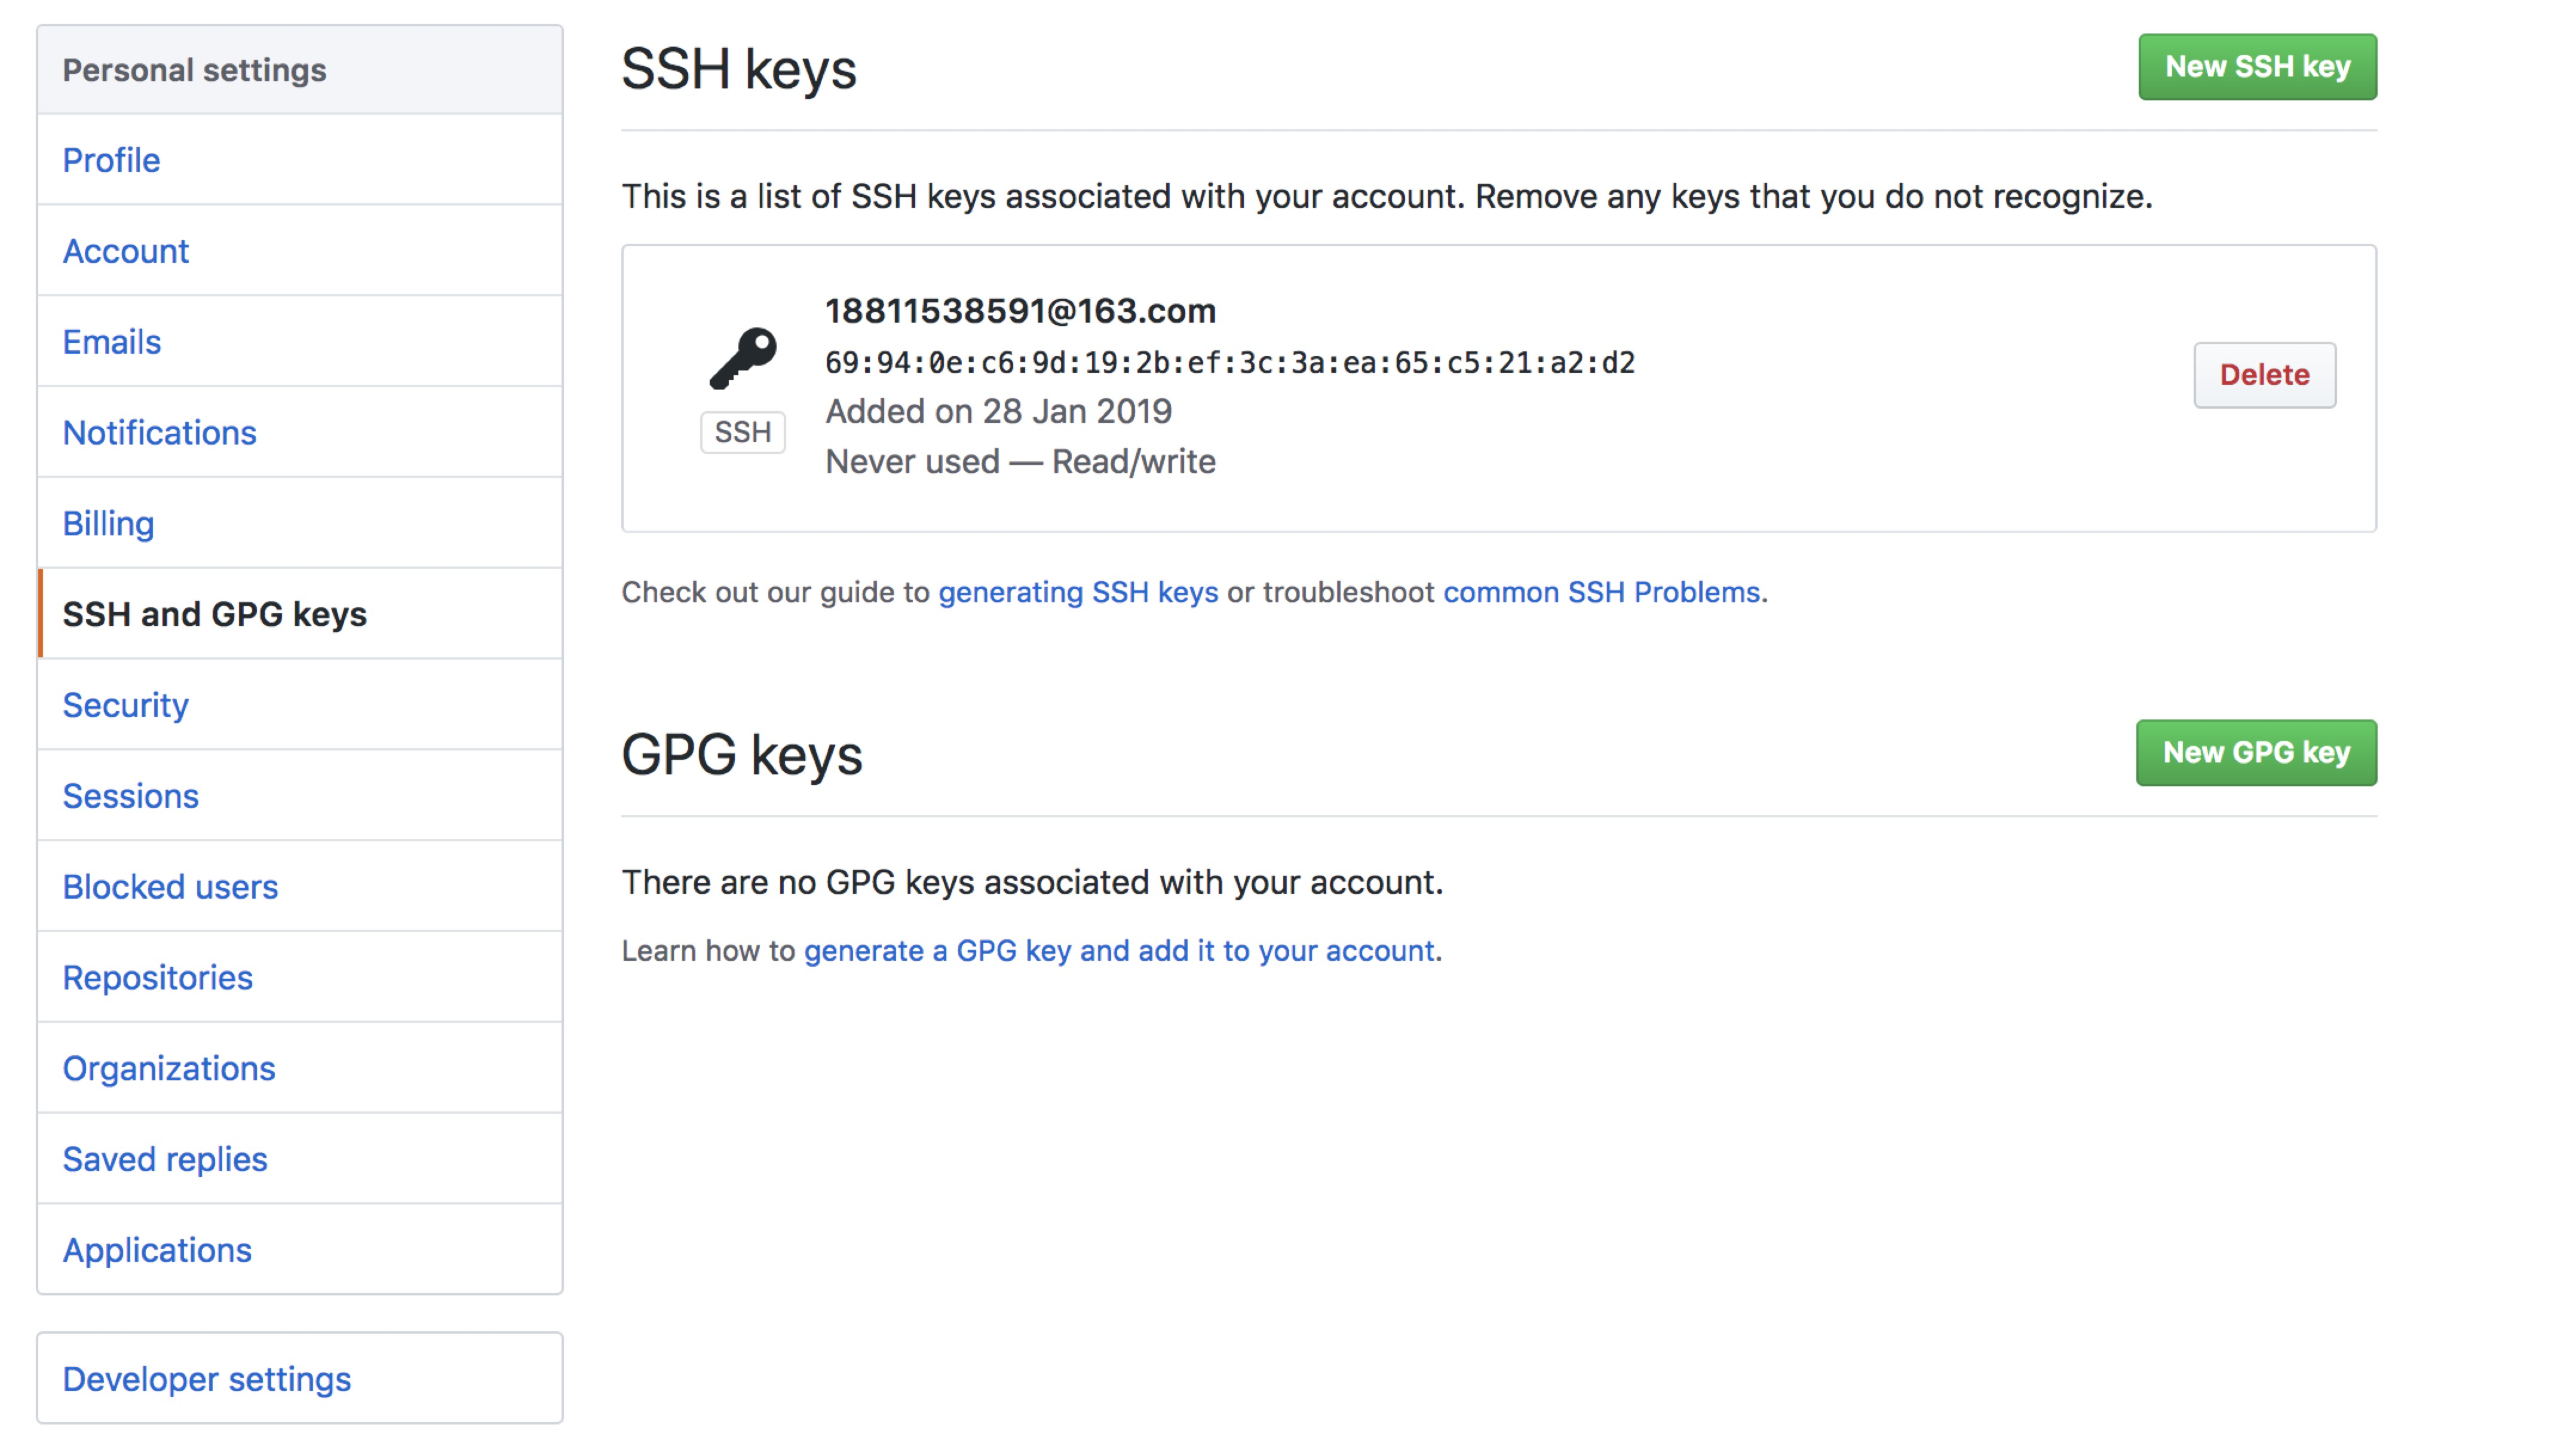 Personal settings
Profile
Account
Emails
Notifications
Billing
SSH and GPG keys
Security
Sessions
Blocked users
Repositories
Organizations
Saved replies
Applications
Developer settings
SSH keys
New SSH key
This is a list of SSH keys associated with your account. Remove any keys that you do not recognize.
18811538591@163.com
69:94:0e:c6:9d:19:2b:ef:3c:3a:ea:65:c5:21:a2:d2
Added on 28 Jan 2019
Never used — Read/write
SSH
Delete
Check out our guide to generating SSH keys or troubleshoot common SSH Problems.
GPG keys
New GPG key
There are no GPG keys associated with your account.
Learn how to generate a GPG key and add it to your account.